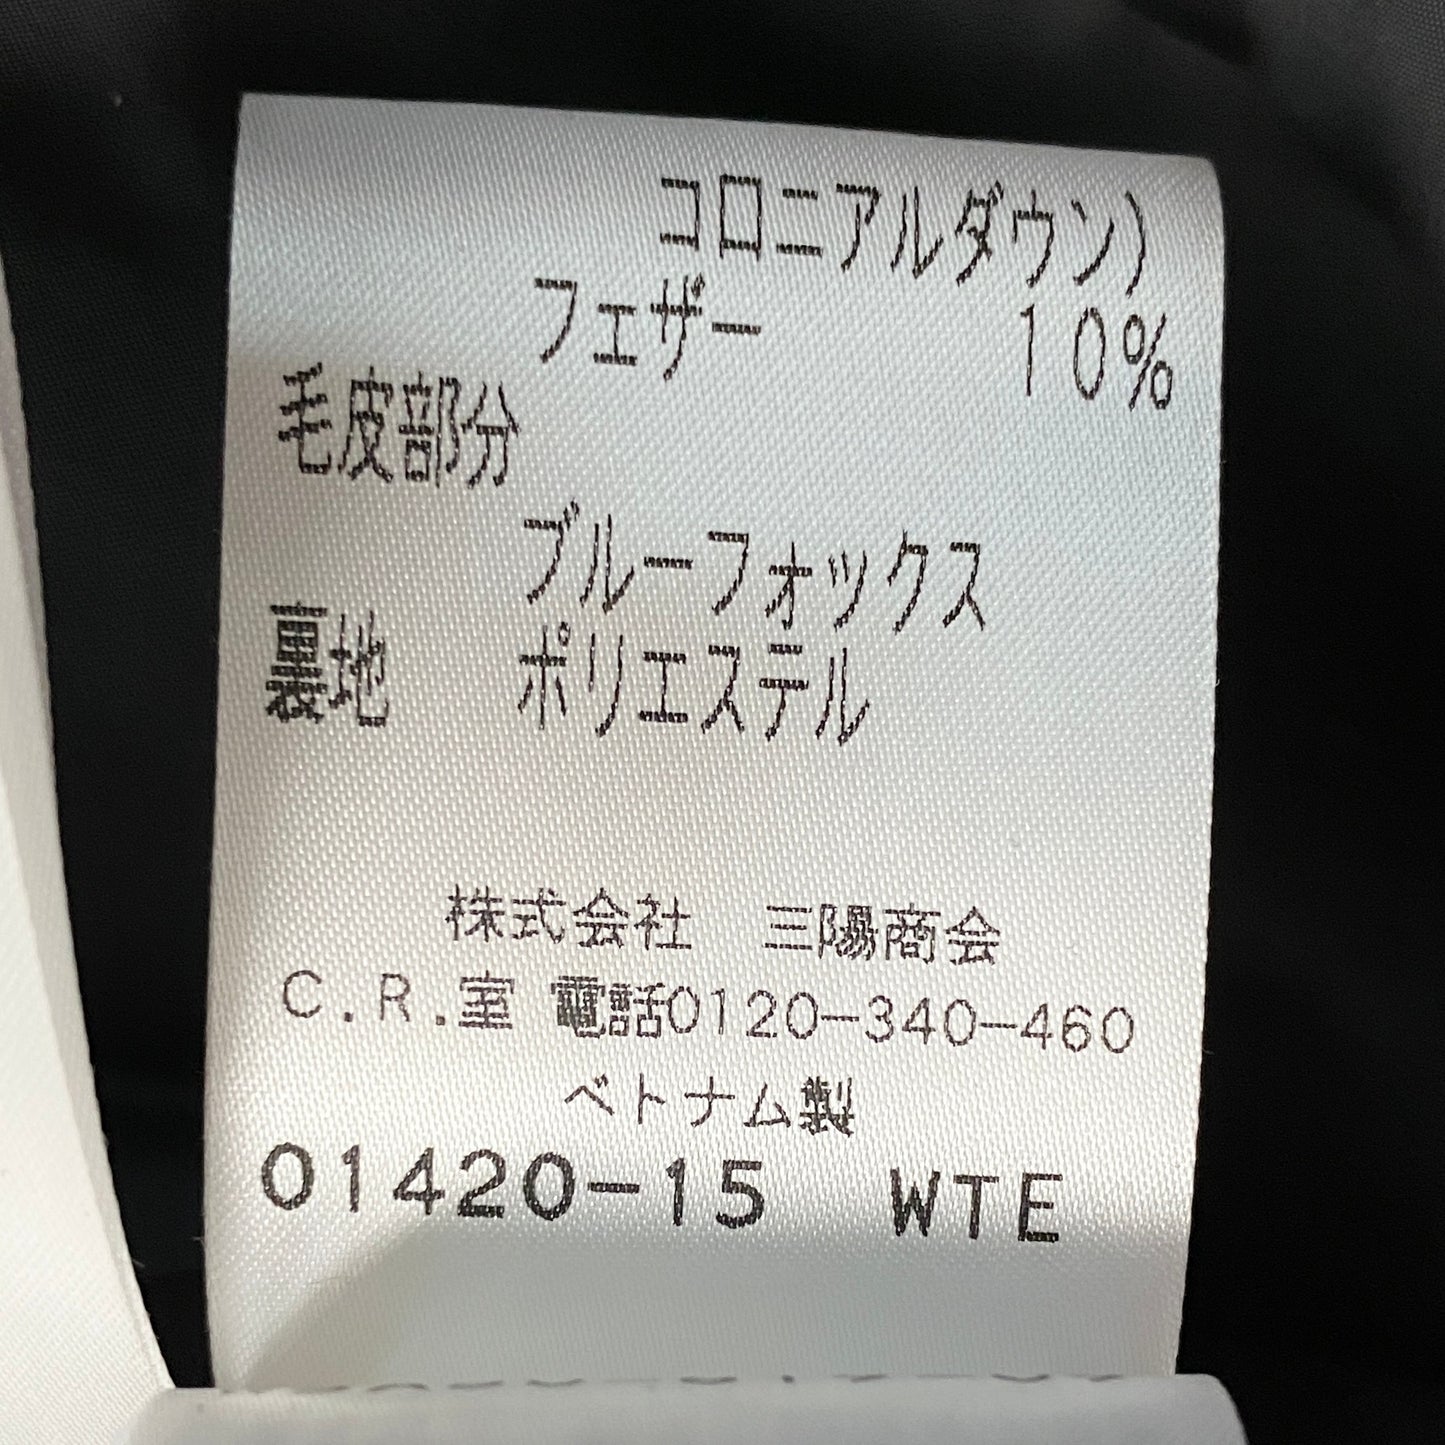 コロニアルダウン)
フェザー 10%
毛皮部分
ブルーフォックス
裏地 ポリエステル
株式会社 三陽商会
C.R.室 電話0120-340-460
ベトナム製
01420-15 WTE